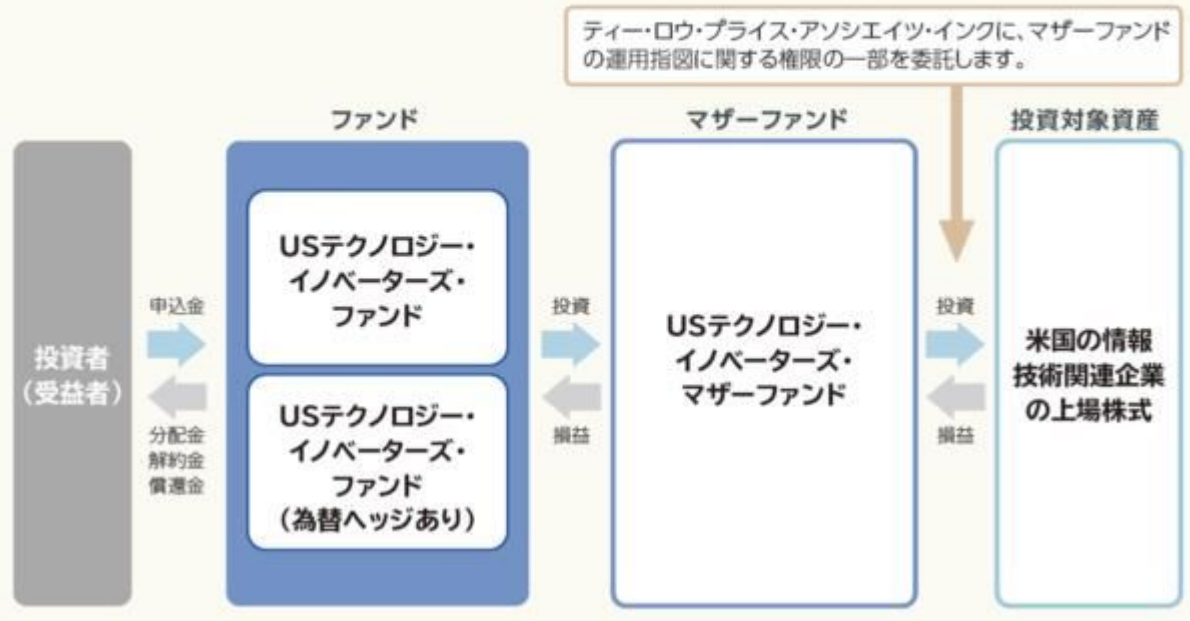 ティー・ロウ・プライス・アソシエイツ・インクに、マザーファンド
の運用指図に関する権限の一部を委託します。
ファンド
マザーファンド
投資対象資産
投資者
（受益者）
申込金
分配金
解約金
償還金
USテクノロジー・
イノベーターズ・
ファンド
USテクノロジー・
イノベーターズ・
ファンド
（為替ヘッジあり）
投資
損益
USテクノロジー・
イノベーターズ・
マザーファンド
投資
損益
米国の情報
技術関連企業
の上場株式